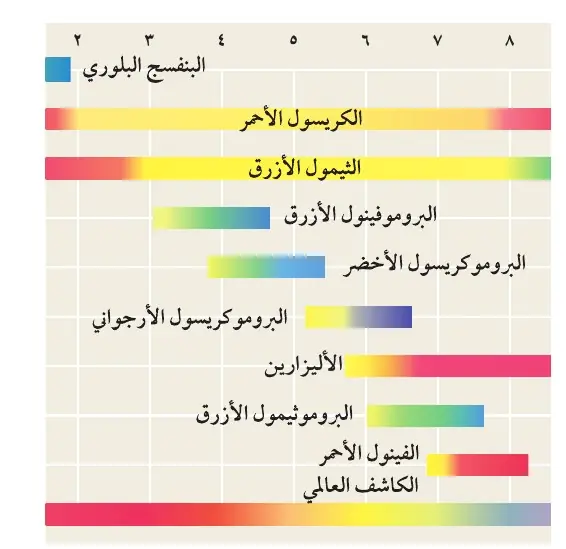 ٢ ٣ ٤ ٥ ٦ ٧ ٨
البنفسج البلوري
الكريسول الأحمر
الثيمول الأزرق
البروموفينول الأزرق
البروموكريسول الأخضر
البروموكريسول الأرجواني
الأليزارين
البروموثيمول الأزرق
الفينول الأحمر
الكاشف العالمي